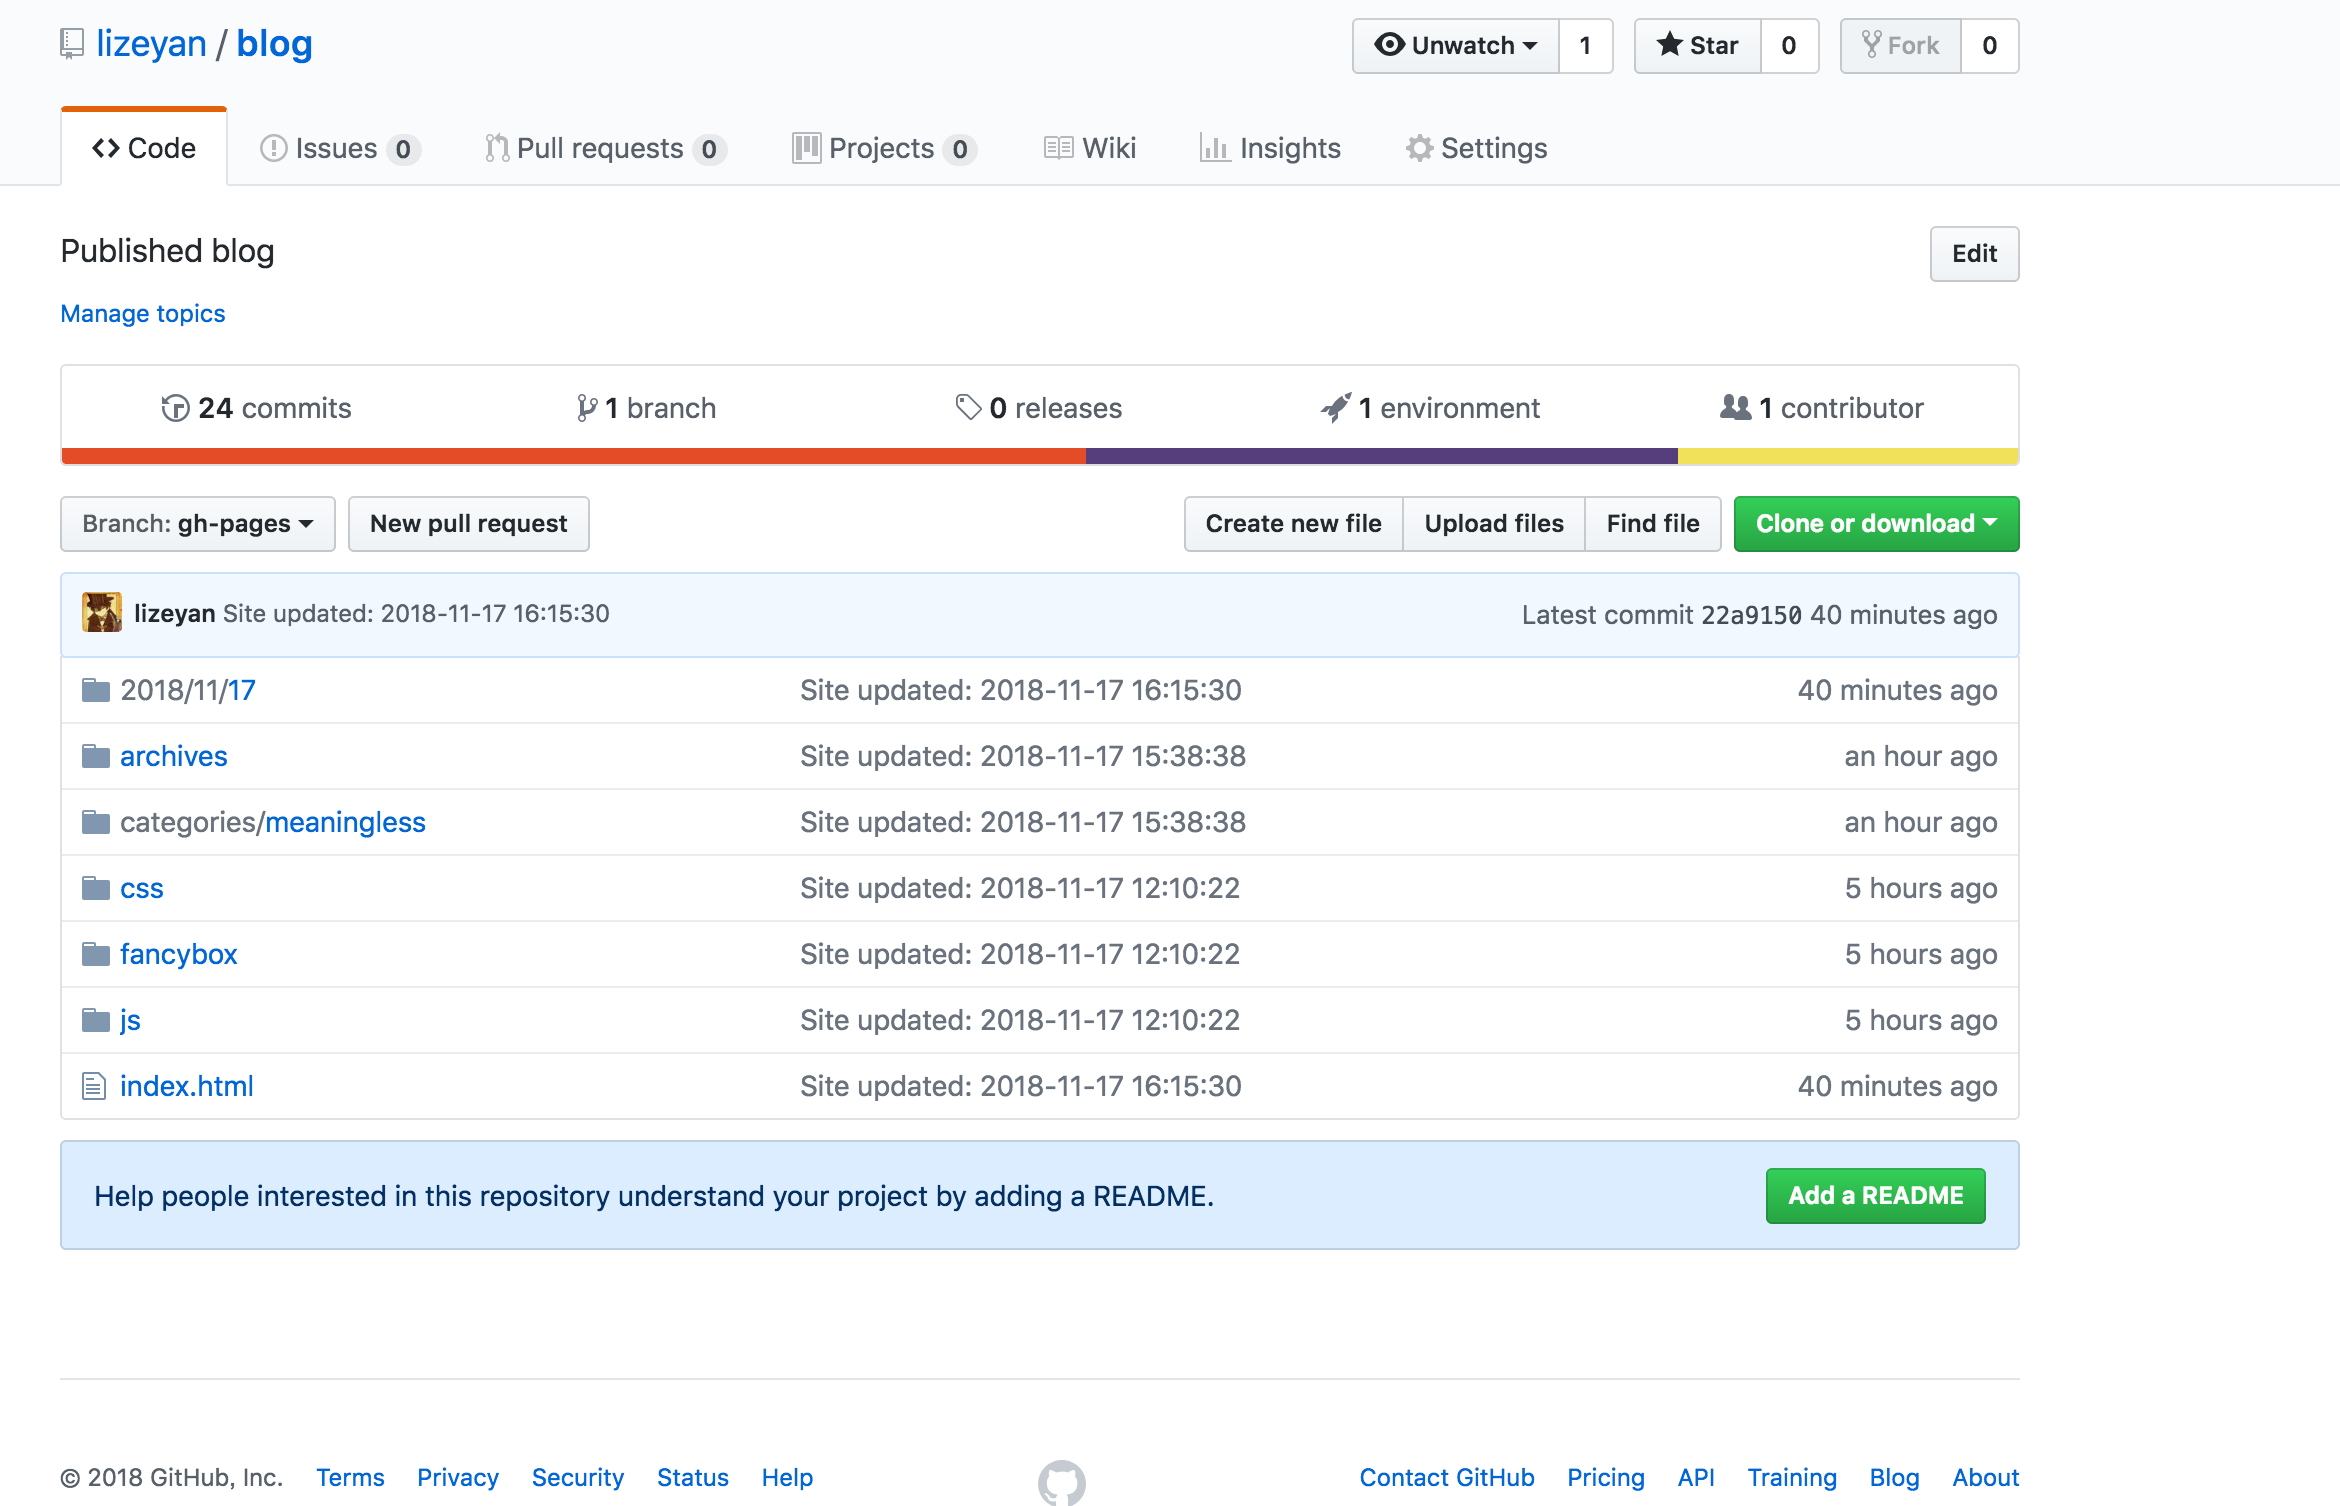 lizeyan / blog
Unwatch 1 Star 0 Fork 0
Code Issues 0 Pull requests 0 Projects 0 Wiki Insights Settings
Published blog
Edit
Manage topics
24 commits 1 branch 0 releases 1 environment 1 contributor
Branch: gh-pages New pull request Create new file Upload files Find file Clone or download
lizeyan Site updated: 2018-11-17 16:15:30 Latest commit 22a9150 40 minutes ago
2018/11/17 Site updated: 2018-11-17 16:15:30 40 minutes ago
archives Site updated: 2018-11-17 15:38:38 an hour ago
categories/meaningless Site updated: 2018-11-17 15:38:38 an hour ago
css Site updated: 2018-11-17 12:10:22 5 hours ago
fancybox Site updated: 2018-11-17 12:10:22 5 hours ago
js Site updated: 2018-11-17 12:10:22 5 hours ago
index.html Site updated: 2018-11-17 16:15:30 40 minutes ago
Help people interested in this repository understand your project by adding a README. Add a README
© 2018 GitHub, Inc. Terms Privacy Security Status Help Contact GitHub Pricing API Training Blog About